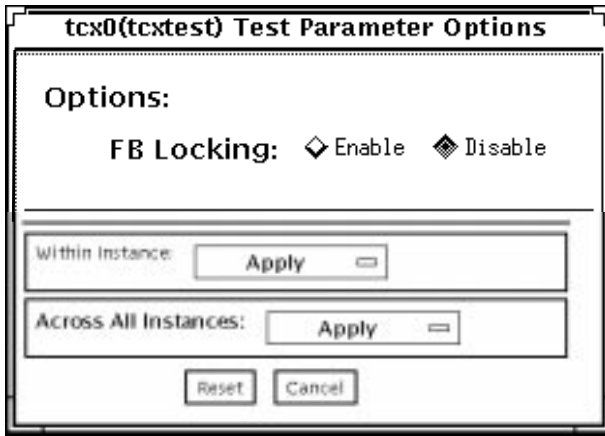 tcx0(tcxtest) Test Parameter Options
Options:
FB Locking: Enable Disable
Within Instance: Apply
Across All Instances: Apply
Reset Cancel